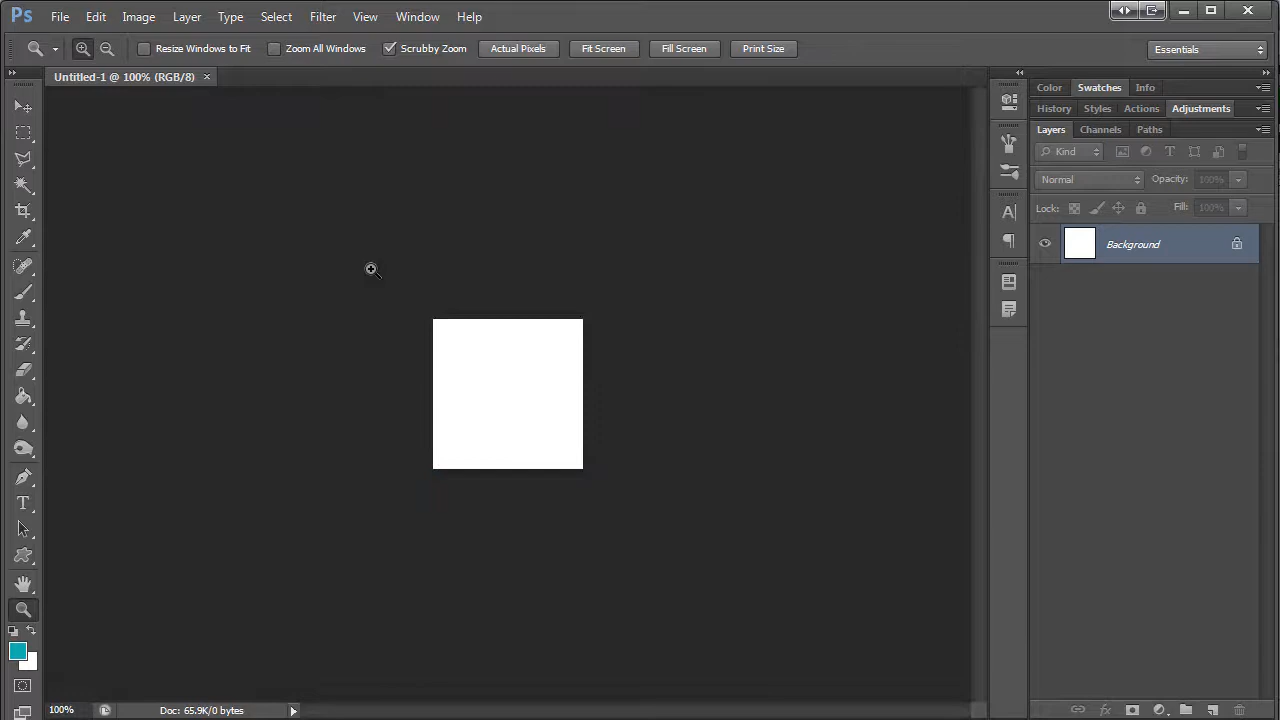 Ps File Edit Image Layer Type Select Filter View Window Help
Resize Windows to Fit Zoom All Windows Scrubby Zoom Actual Pixels Fit Screen Fill Screen Print Size Essentials
Untitled-1 @ 100% (RGB/8) ×
Color Swatches Info
History Styles Actions Adjustments
Layers Channels Paths
Kind T
Normal Opacity: 100%
Lock: Fill: 100%
Background
A
T
fx
100% Doc: 65.9K/0 bytes